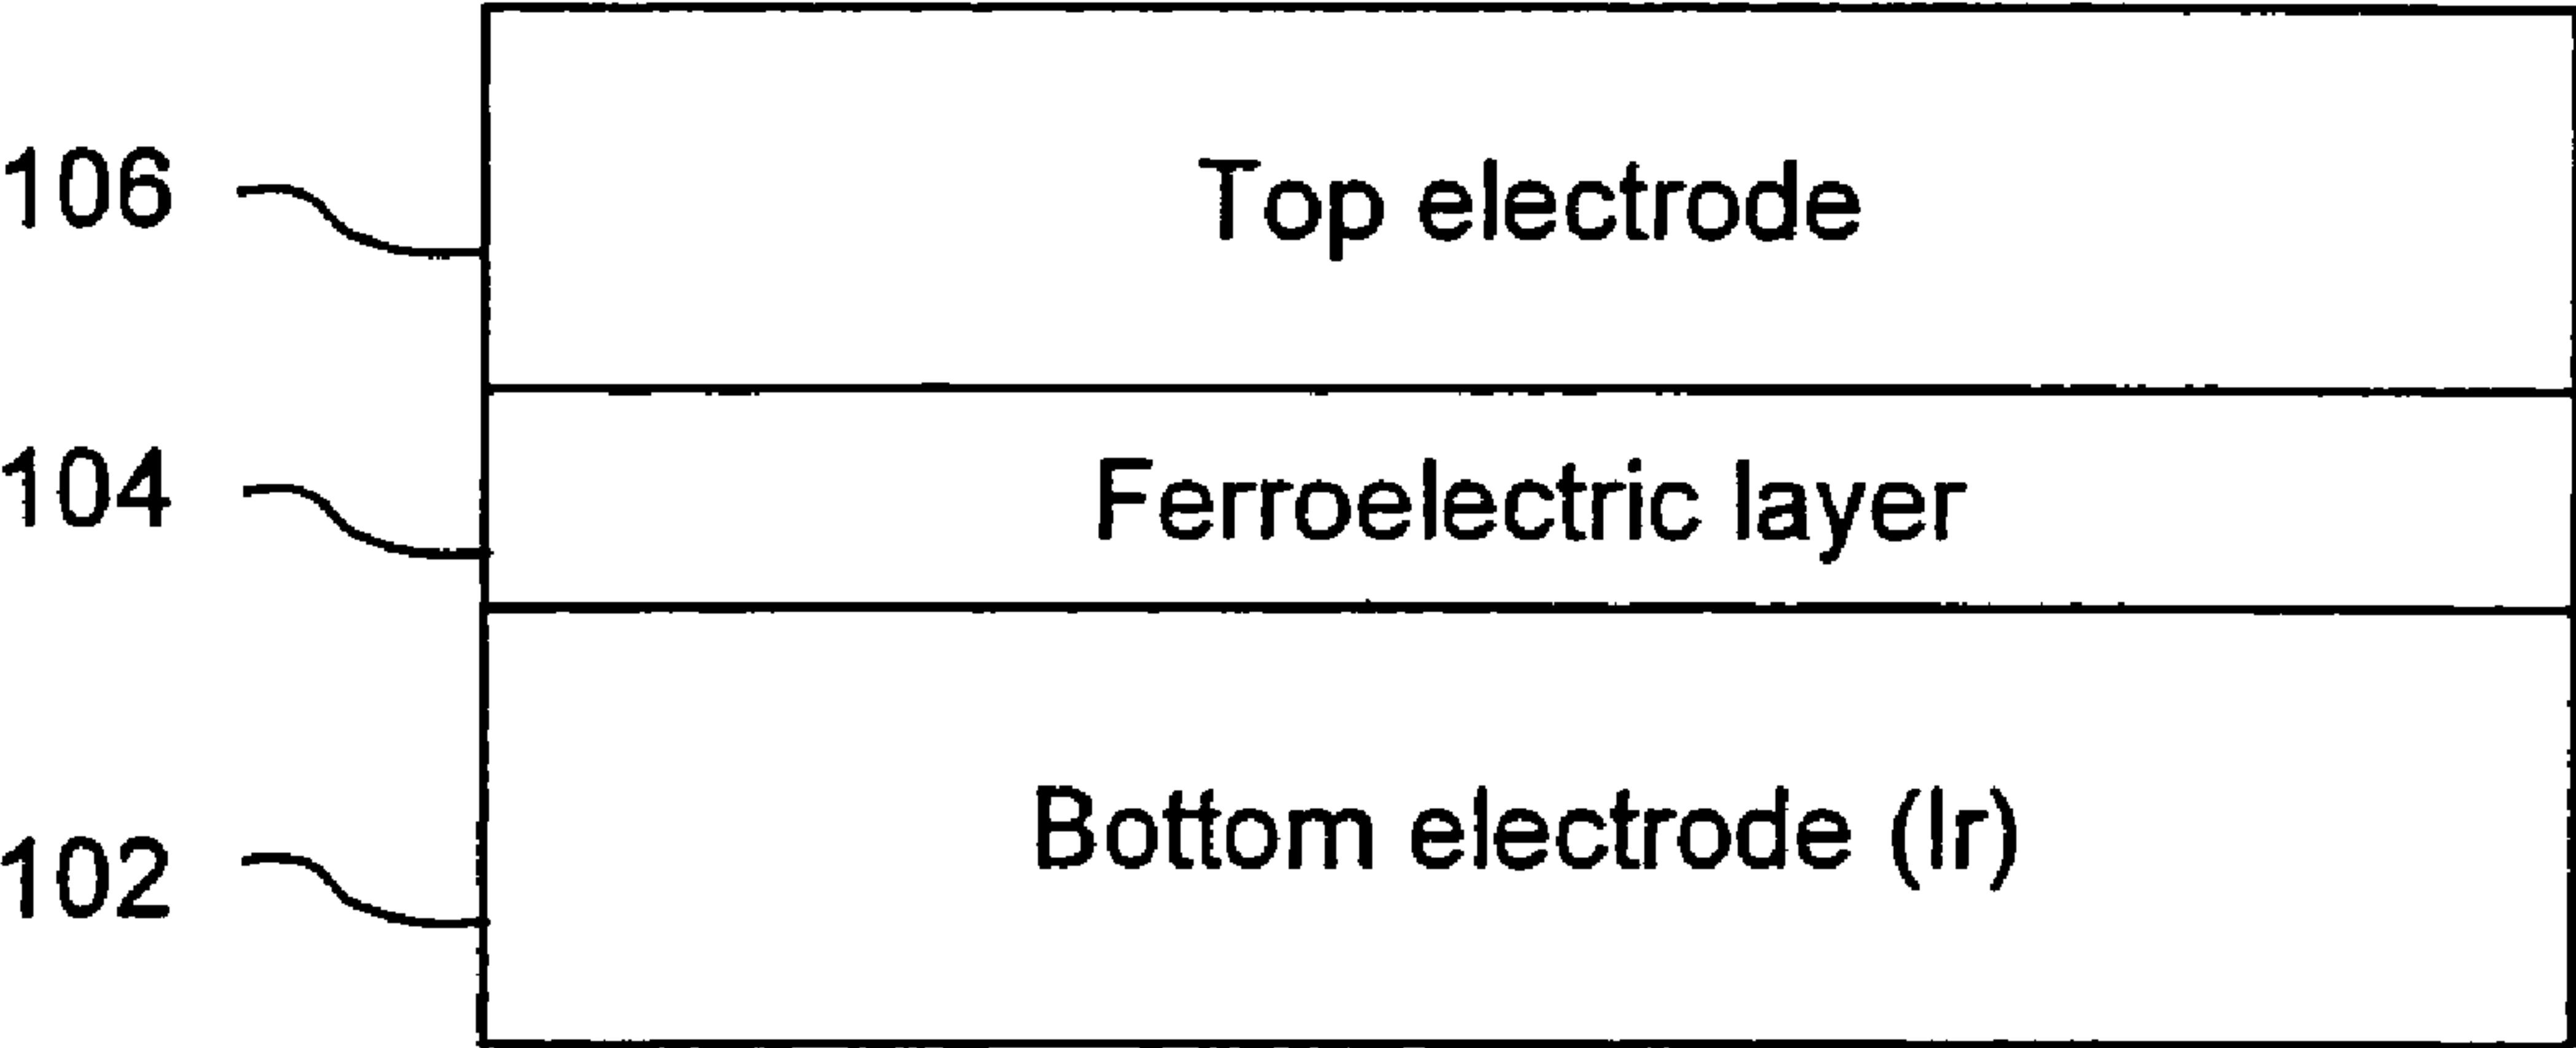 106
Top electrode
104
Ferroelectric layer
102
Bottom electrode (Ir)